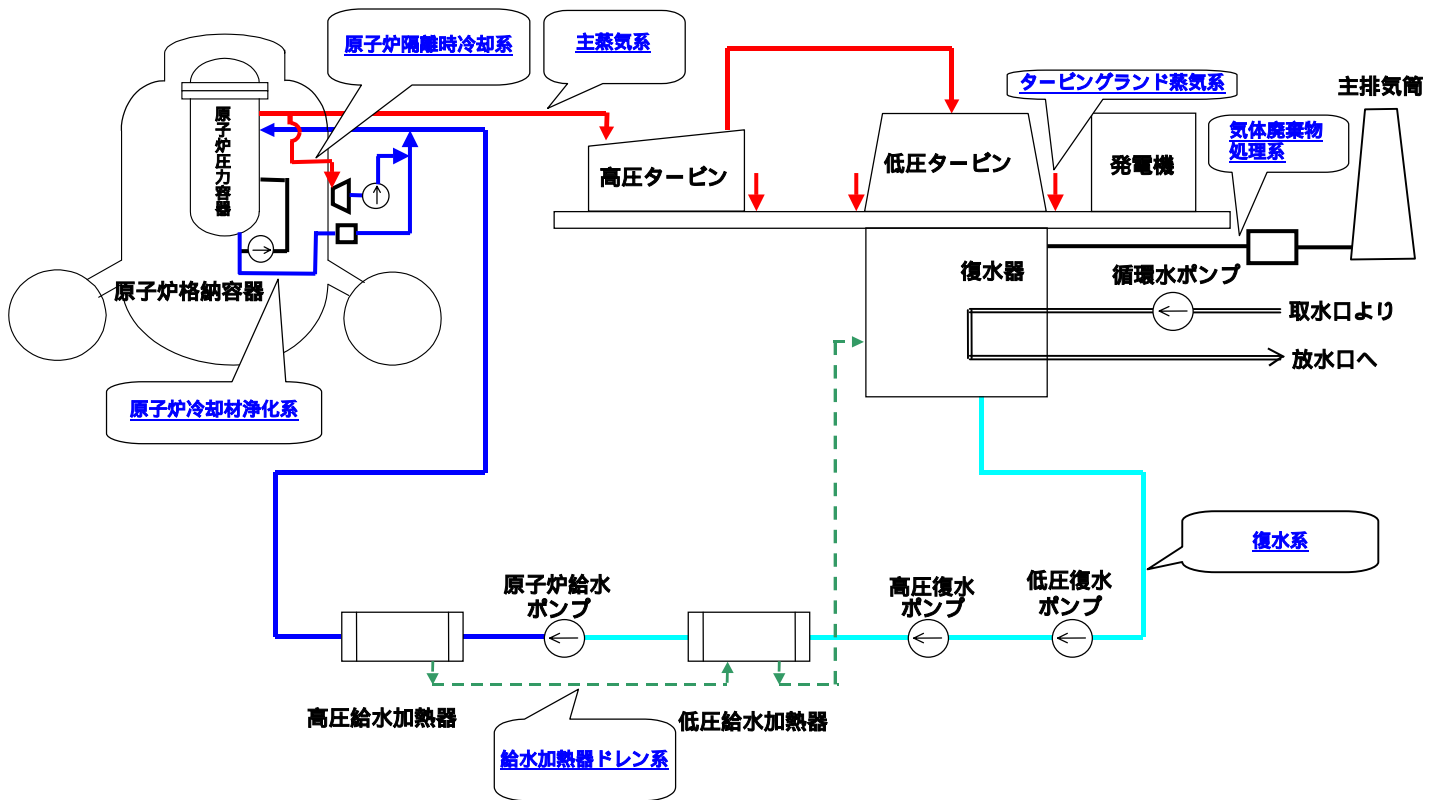 原子炉隔離時冷却系
主蒸気系
タービングランド蒸気系
主排気筒
気体廃棄物
処理系
原子炉圧力容器
高圧タービン
低圧タービン
発電機
復水器
循環水ポンプ
原子炉格納容器
取水口より
放水口へ
原子炉冷却材浄化系
復水系
原子炉給水
ポンプ
高圧復水
ポンプ
低圧復水
ポンプ
高圧給水加熱器
低圧給水加熱器
給水加熱器ドレン系